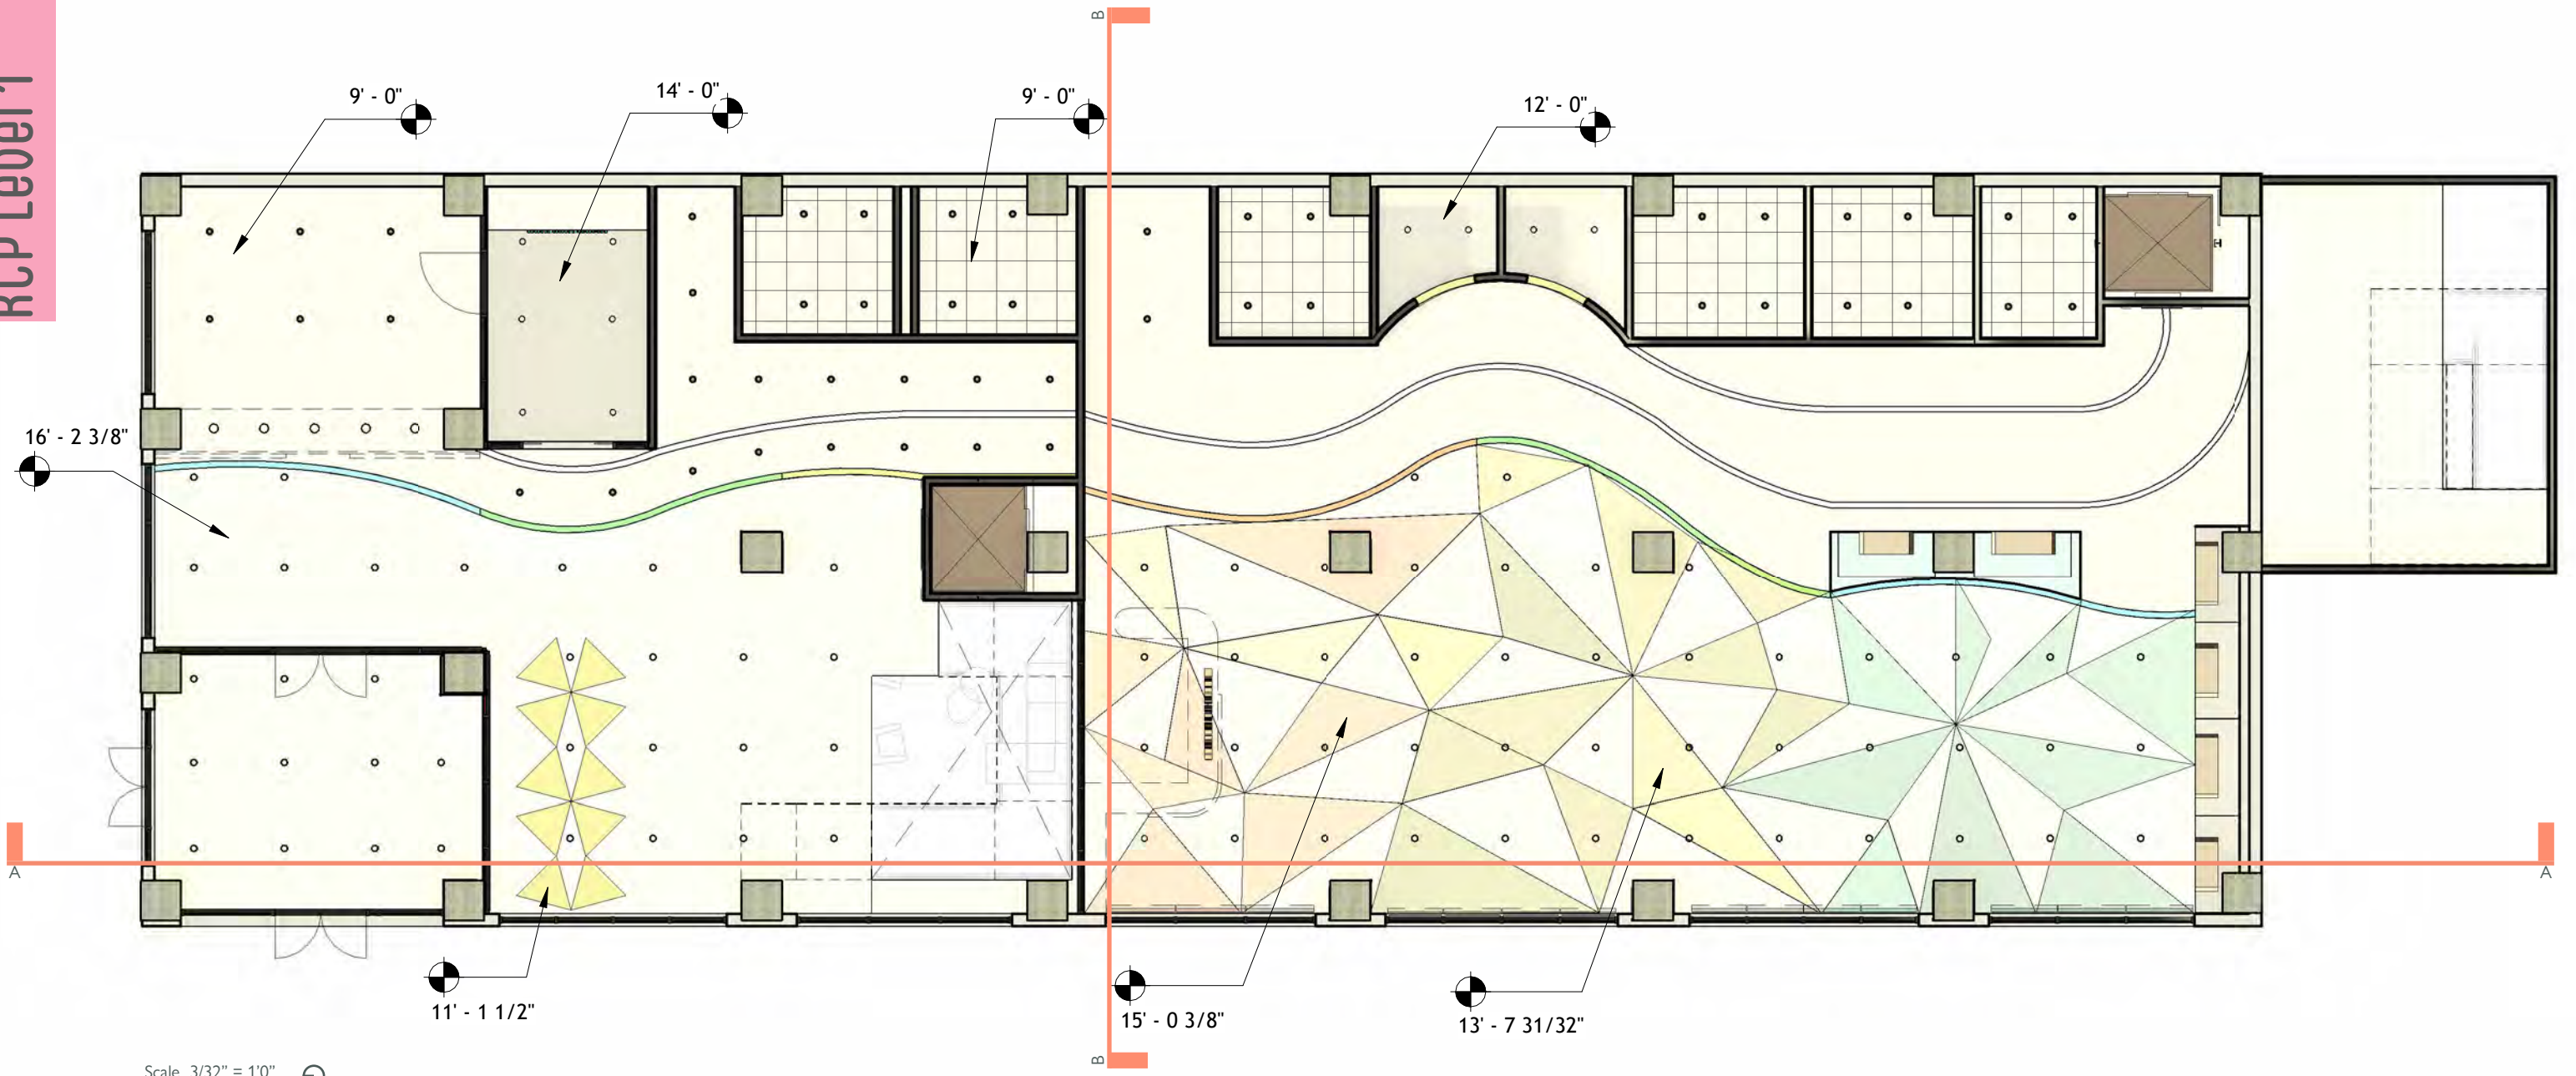 RCP Level 1
B
9' - 0"
14' - 0"
9' - 0"
12' - 0"
16' - 2 3/8"
A
A
11' - 1 1/2"
15' - 0 3/8"
13' - 7 31/32"
B
Scale 3/32" = 1'0"